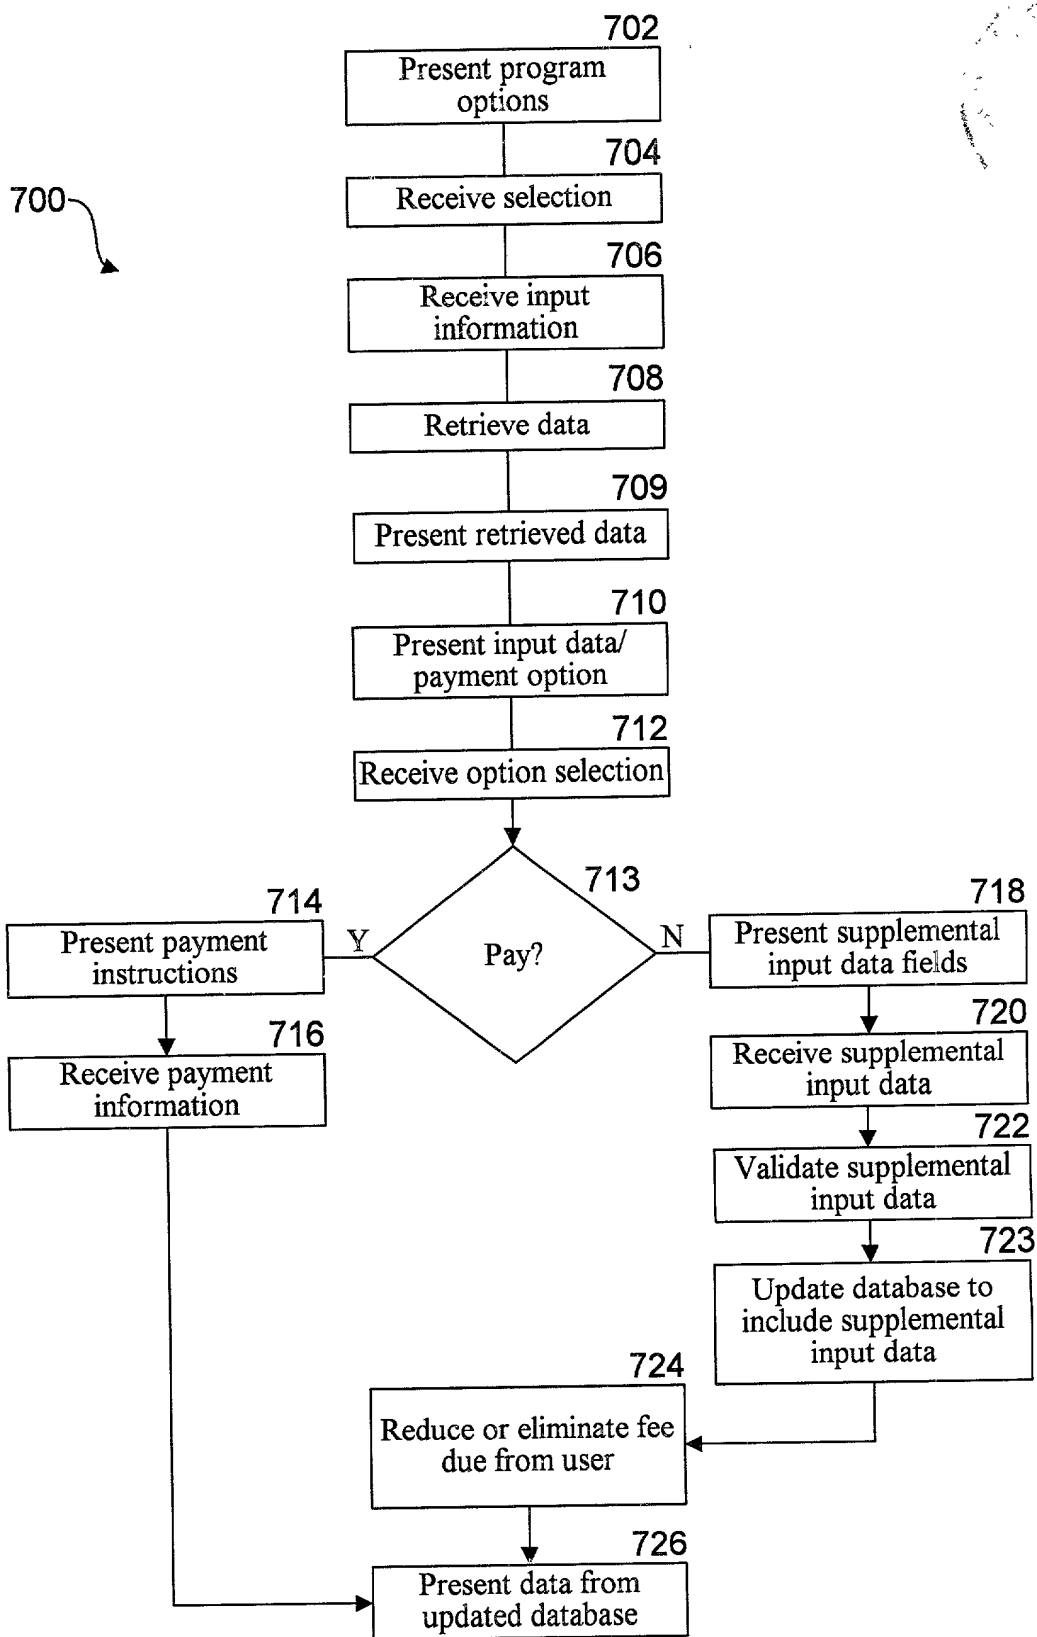 702
Present program
options
704
Receive selection
700
706
Receive input
information
708
Retrieve data
709
Present retrieved data
710
Present input data/
payment option
712
Receive option selection
713
Pay?
Y
N
714
Present payment
instructions
716
Receive payment
information
718
Present supplemental
input data fields
720
Receive supplemental
input data
722
Validate supplemental
input data
723
Update database to
include supplemental
input data
724
Reduce or eliminate fee
due from user
726
Present data from
updated database